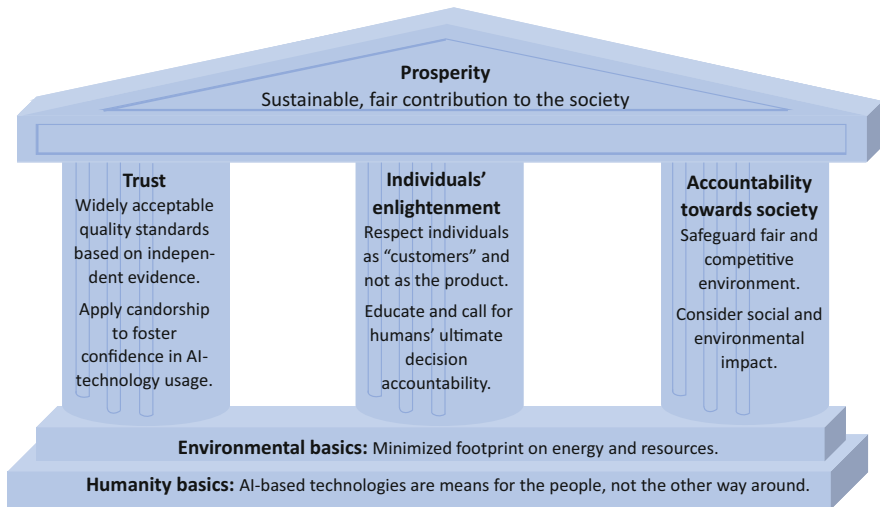 Prosperity
Sustainable, fair contribution to the society
Trust
Widely acceptable
quality standards
based on indepen-
dent evidence.
Apply candorship
to foster
confidence in AI-
technology usage.
Individuals’
enlightenment
Respect individuals
as “customers” and
not as the product.
Educate and call for
humans’ ultimate
decision
accountability.
Accountability
towards society
Safeguard fair and
competitive
environment.
Consider social and
environmental
impact.
Environmental basics: Minimized footprint on energy and resources.
Humanity basics: AI-based technologies are means for the people, not the other way around.